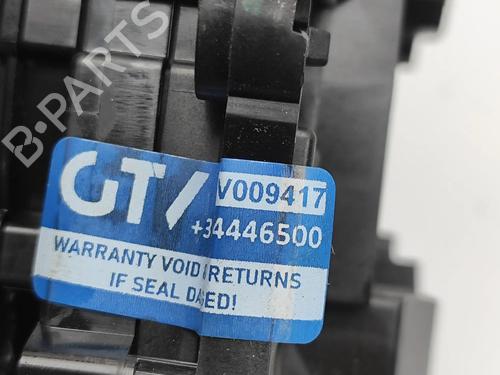 B-PARTS
GT/
V009417
+34446500
WARRANTY VOID RETURNS
IF SEAL DA ED!